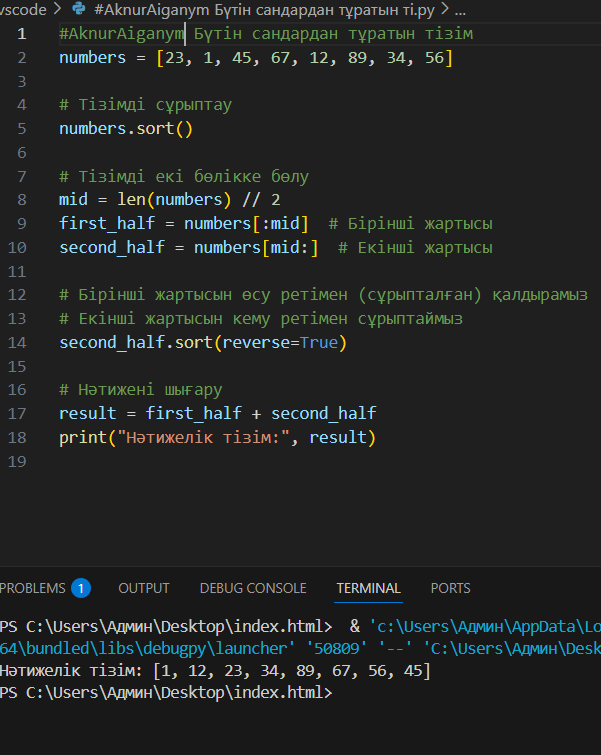 vscode > #AknurAiganym Бүтін сандардан тұратын ті.py > ...
1 #AknurAiganym Бүтін сандардан тұратын тізім
2 numbers = [23, 1, 45, 67, 12, 89, 34, 56]
3
4 # Тізімді сұрыптау
5 numbers.sort()
6
7 # Тізімді екі бөлікке бөлу
8 mid = len(numbers) // 2
9 first_half = numbers[:mid]  # Бірінші жартысы
10 second_half = numbers[mid:]  # Екінші жартысы
11
12 # Бірінші жартысын өсу ретімен (сұрыпталған) қалдырамыз
13 # Екінші жартысын кему ретімен сұрыптаймыз
14 second_half.sort(reverse=True)
15
16 # Нәтижені шығару
17 result = first_half + second_half
18 print("Нәтижелік тізім:", result)
19
PROBLEMS 1 OUTPUT DEBUG CONSOLE TERMINAL PORTS
PS C:\Users\Админ\Desktop\index.html>  & 'c:\Users\Админ\AppData\Lo
64\bundled\libs\debugpy\launcher' '50809' '--' 'C:\Users\Админ\Desk
Нәтижелік тізім: [1, 12, 23, 34, 89, 67, 56, 45]
PS C:\Users\Админ\Desktop\index.html>